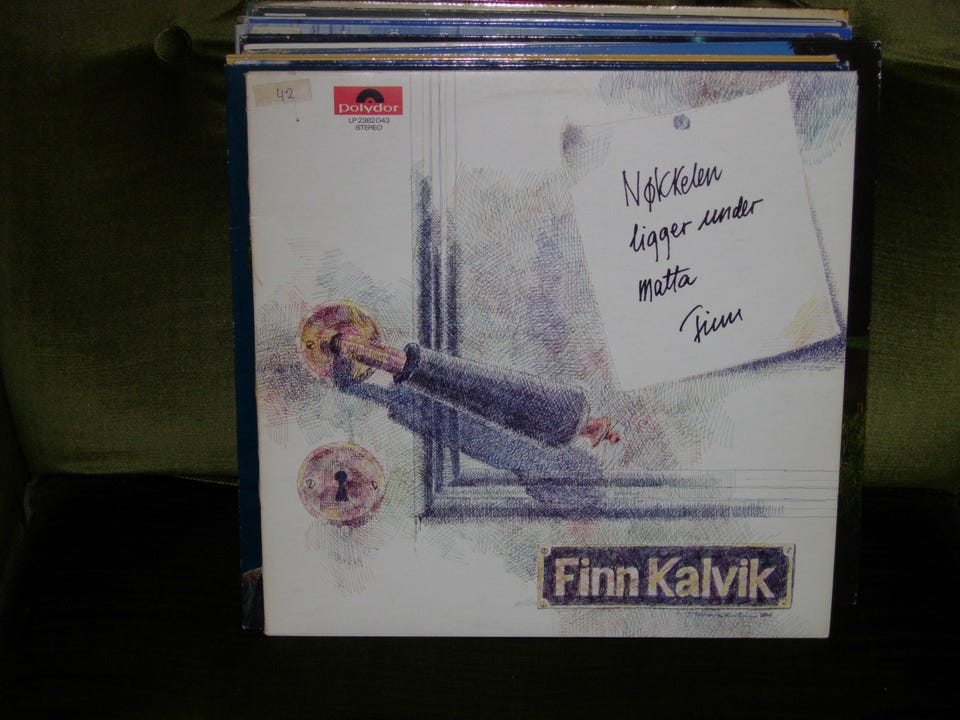 42
polydor
LP 2382 043
STEREO
Nøkkelen
ligger under
matta
Finn
Finn Kalvik